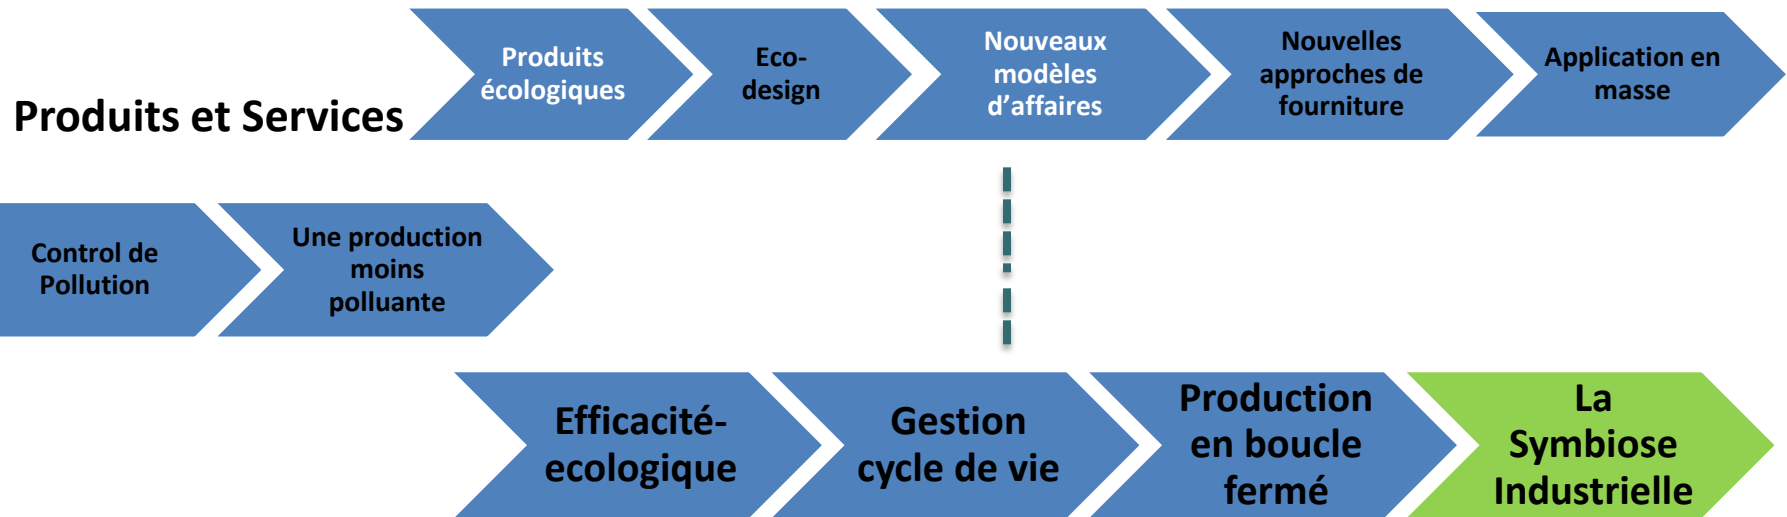 Produits et Services
Produits
écologiques
Eco-
design
Nouveaux
modèles
d’affaires
Nouvelles
approches de
fourniture
Application en
masse
Control de
Pollution
Une production
moins
polluante
Efficacité-
ecologique
Gestion
cycle de vie
Production
en boucle
fermé
La
Symbiose
Industrielle